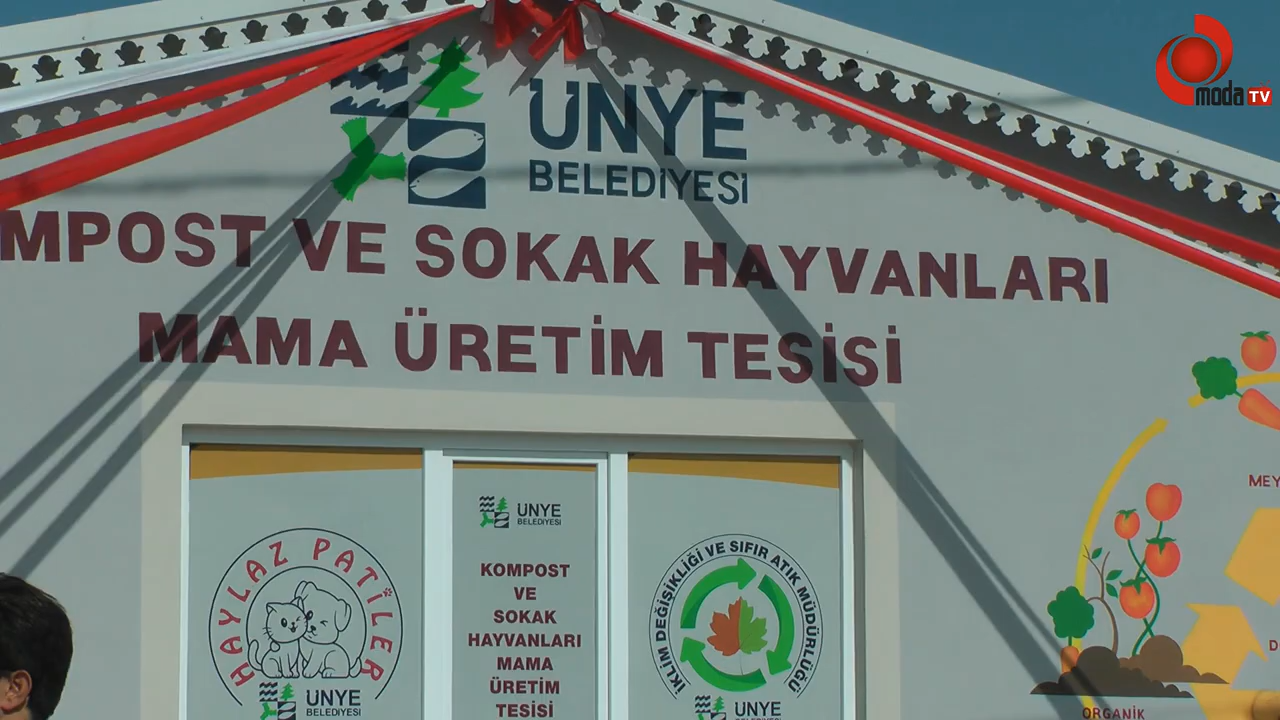 moda TV
ÜNYE
BELEDİYESİ
MPOST VE SOKAK HAYVANLARI
MAMA ÜRETİM TESİSİ
HAYLAZ PATİLER
ÜNYE
BELEDİYESİ
ÜNYE
BELEDİYESİ
KOMPOST
VE
SOKAK
HAYVANLARI
MAMA
ÜRETİM
TESİSİ
İKLİM DEĞİŞİKLİĞİ VE SIFIR ATIK MÜDÜRLÜĞÜ
ÜNYE
BELEDİYESİ
MEY
ORGANİK